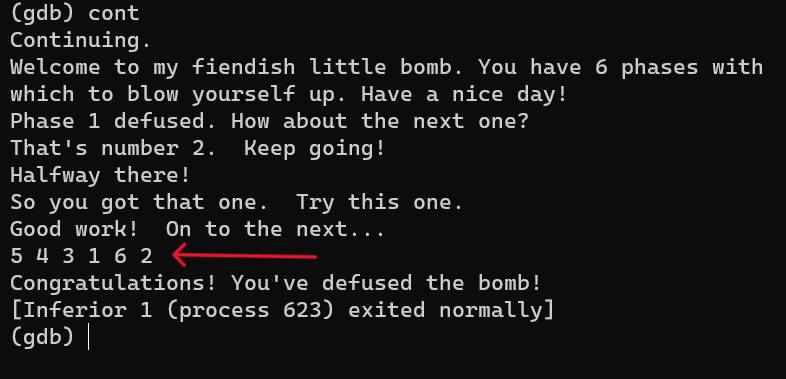 (gdb) cont
Continuing.
Welcome to my fiendish little bomb. You have 6 phases with
which to blow yourself up. Have a nice day!
Phase 1 defused. How about the next one?
That's number 2.  Keep going!
Halfway there!
So you got that one.  Try this one.
Good work!  On to the next...
5 4 3 1 6 2
Congratulations! You've defused the bomb!
[Inferior 1 (process 623) exited normally]
(gdb)